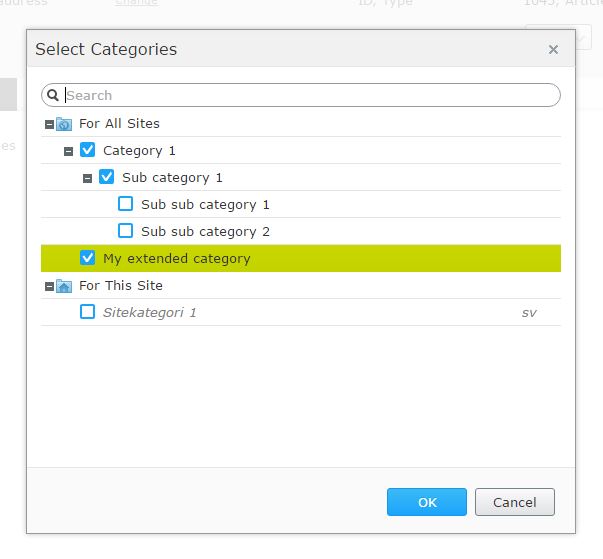 address Change ID, Type 1045, Article
Select Categories
Search
For All Sites
Category 1
Sub category 1
Sub sub category 1
Sub sub category 2
My extended category
For This Site
Sitekategori 1 sv
OK Cancel